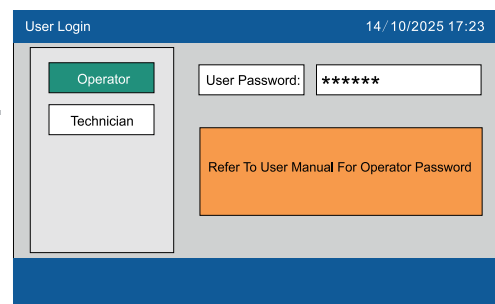 User Login 14/10/2025 17:23
Operator
User Password: ******
Technician
Refer To User Manual For Operator Password